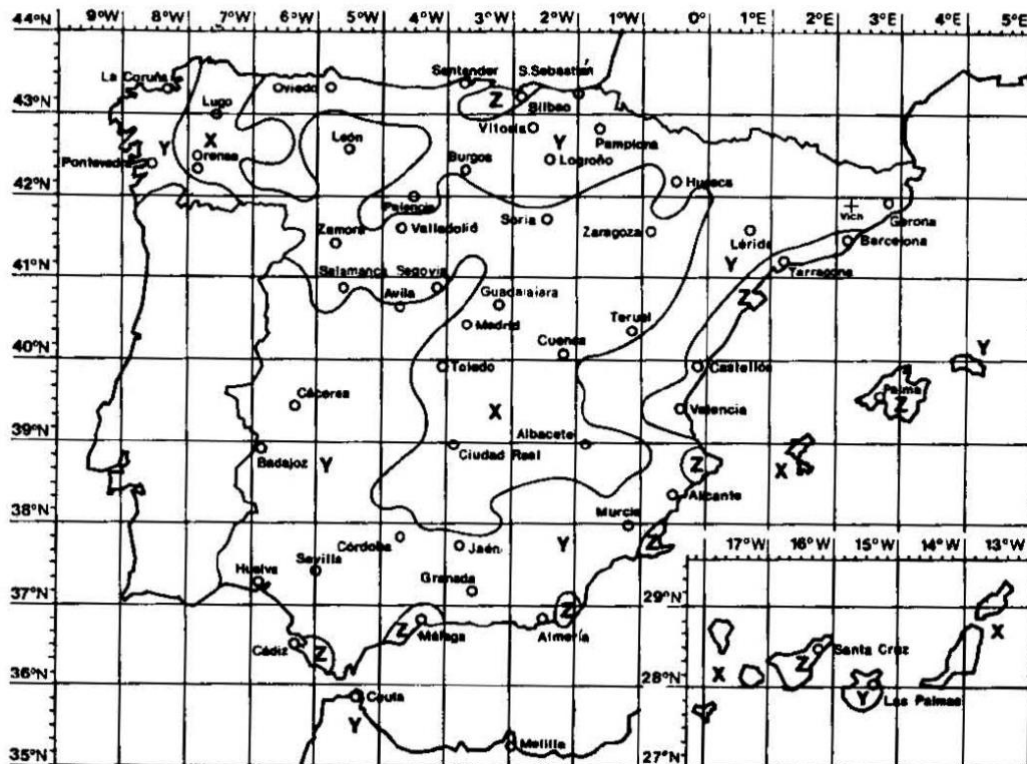 44°N 9°W 8°W 7°W 6°W 5°W 4°W 3°W 2°W 1°W 0° 1°E 2°E 3°E 4°E 5°E
La Coruña Oviedo Santander S.Sebastián
43°N Lugo Z Bilbao
Vitoria
Y X León Y Pamplona
Pontevedra Orense Burgos Logroño
42°N Huesca
Palencia Vich Gerona
Zamora Valladolid Soria Zaragoza Lérida Barcelona
41°N Y Tarragona
Salamanca Segovia Z
Avila Guadalajara
Madrid Teruel
40°N Cuenca Y
Toledo Castellón Palma
Cáceres X Valencia Z
39°N Albacete
Badajoz Y Ciudad Real Z X
38°N Alicante
Murcia
Córdoba Jaén Y Z 17°W 16°W 15°W 14°W 13°W
Huelva Sevilla
37°N Granada Z 29°N
Cádiz Z Z Málaga Almería X Z Santa Cruz X
36°N 28°N
Ceuta Y Las Palmas
Y
35°N Melilla 27°N